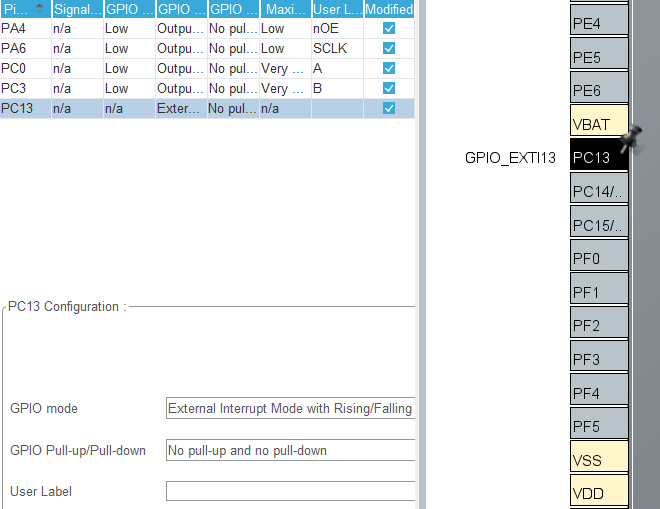 Pi... Signal... GPIO ... GPIO ... GPIO ... Maxi... User L... Modified
PA4 n/a Low Outpu... No pul... Low nOE
PA6 n/a Low Outpu... No pul... Low SCLK
PC0 n/a Low Outpu... No pul... Very ... A
PC3 n/a Low Outpu... No pul... Very ... B
PC13 n/a n/a Exter... No pul... n/a
PC13 Configuration :
GPIO mode External Interrupt Mode with Rising/Falling
GPIO Pull-up/Pull-down No pull-up and no pull-down
User Label
PE4
PE5
PE6
VBAT
GPIO_EXTI13 PC13
PC14/..
PC15/..
PF0
PF1
PF2
PF3
PF4
PF5
VSS
VDD